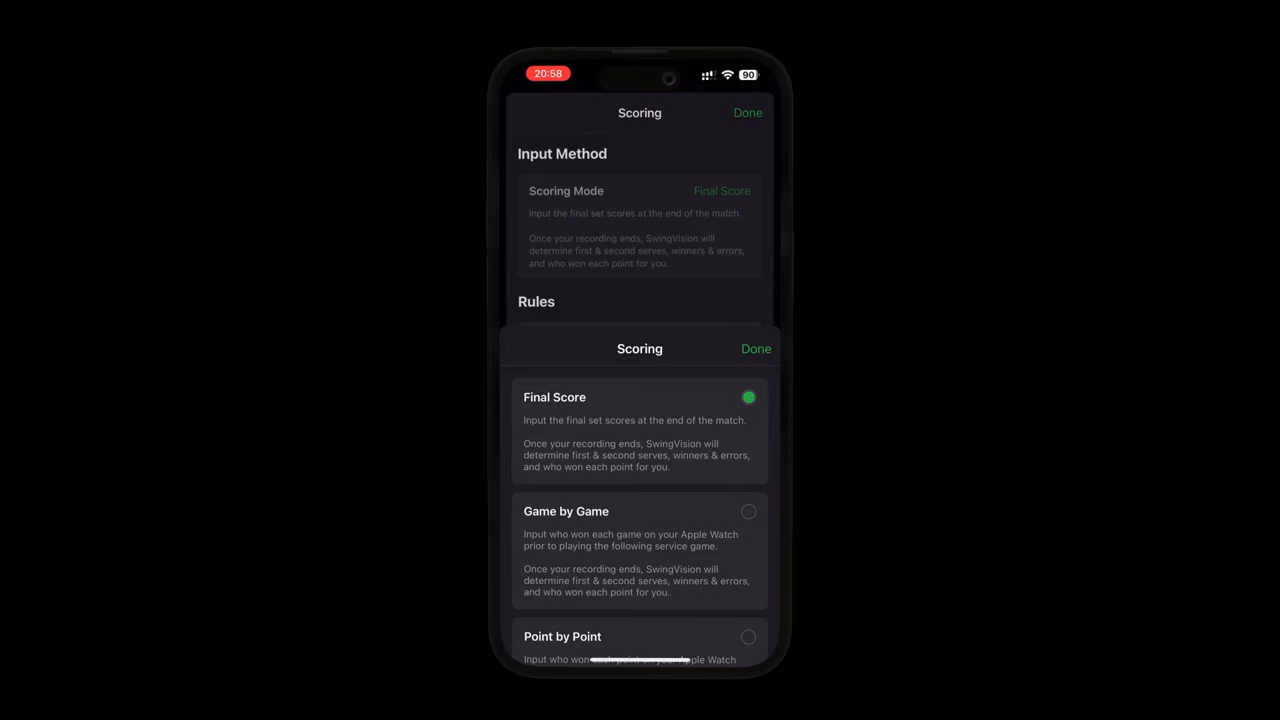 20:58
90
Scoring
Done
Input Method
Scoring Mode
Final Score
Input the final set scores at the end of the match.
Once your recording ends, SwingVision will
determine first & second serves, winners & errors,
and who won each point for you.
Rules
Scoring
Done
Final Score
Input the final set scores at the end of the match.
Once your recording ends, SwingVision will
determine first & second serves, winners & errors,
and who won each point for you.
Game by Game
Input who won each game on your Apple Watch
prior to playing the following service game.
Once your recording ends, SwingVision will
determine first & second serves, winners & errors,
and who won each point for you.
Point by Point
Input who won each point on your Apple Watch